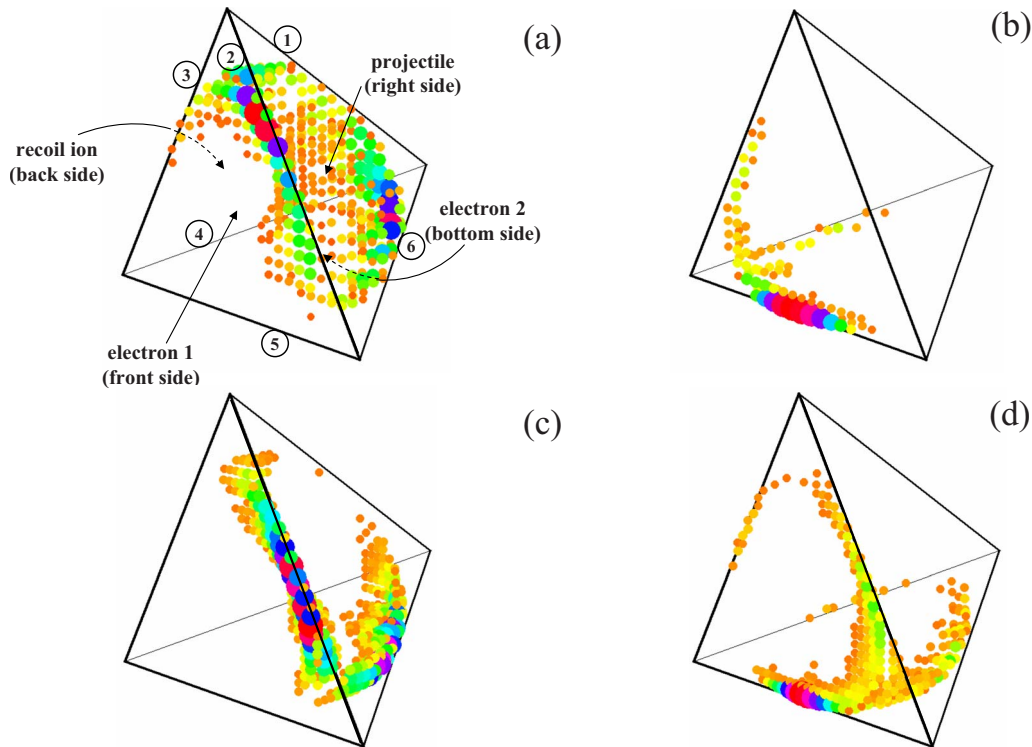 (a)
(b)
1
2
3
projectile
(right side)
recoil ion
(back side)
4
electron 2
(bottom side)
6
5
electron 1
(front side)
(c)
(d)